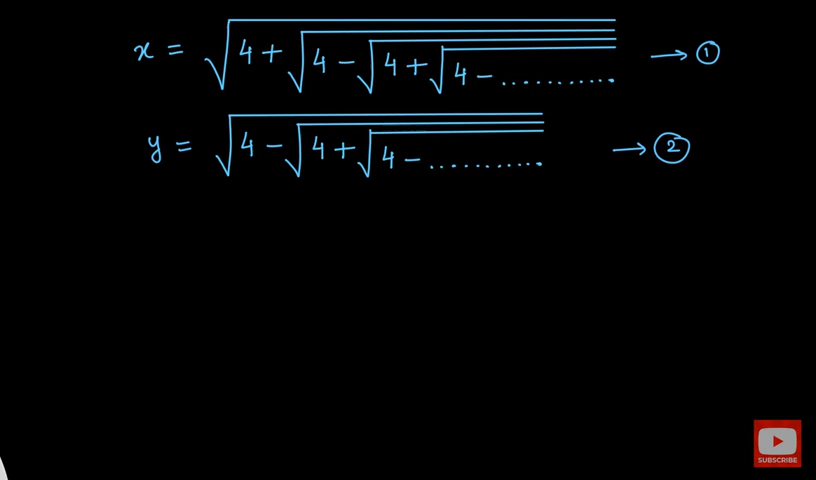 x = √(4 + √(4 - √(4 + √(4 - ............ → ①
y = √(4 - √(4 + √(4 - ........... → ②
SUBSCRIBE